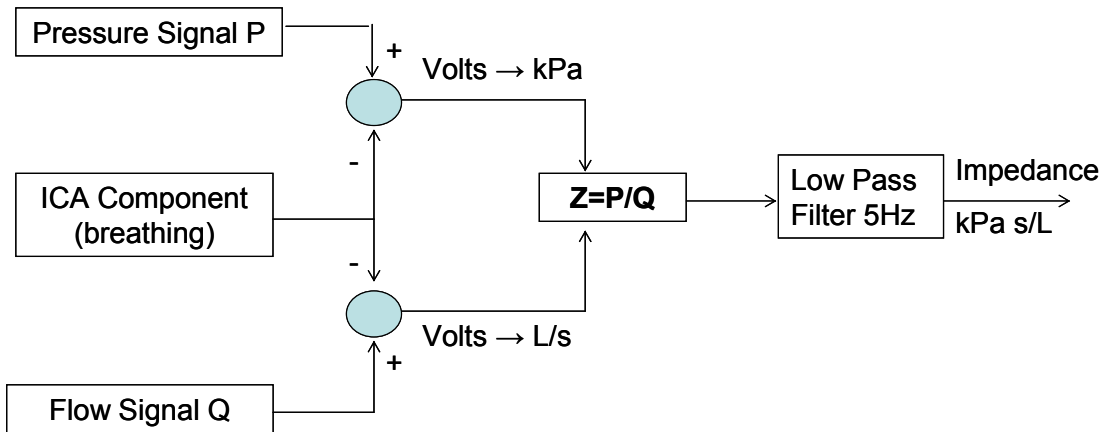 Pressure Signal P
+
Volts → kPa
-
ICA Component
(breathing)
Z=P/Q
Low Pass
Filter 5Hz
Impedance
kPa s/L
-
Volts → L/s
+
Flow Signal Q